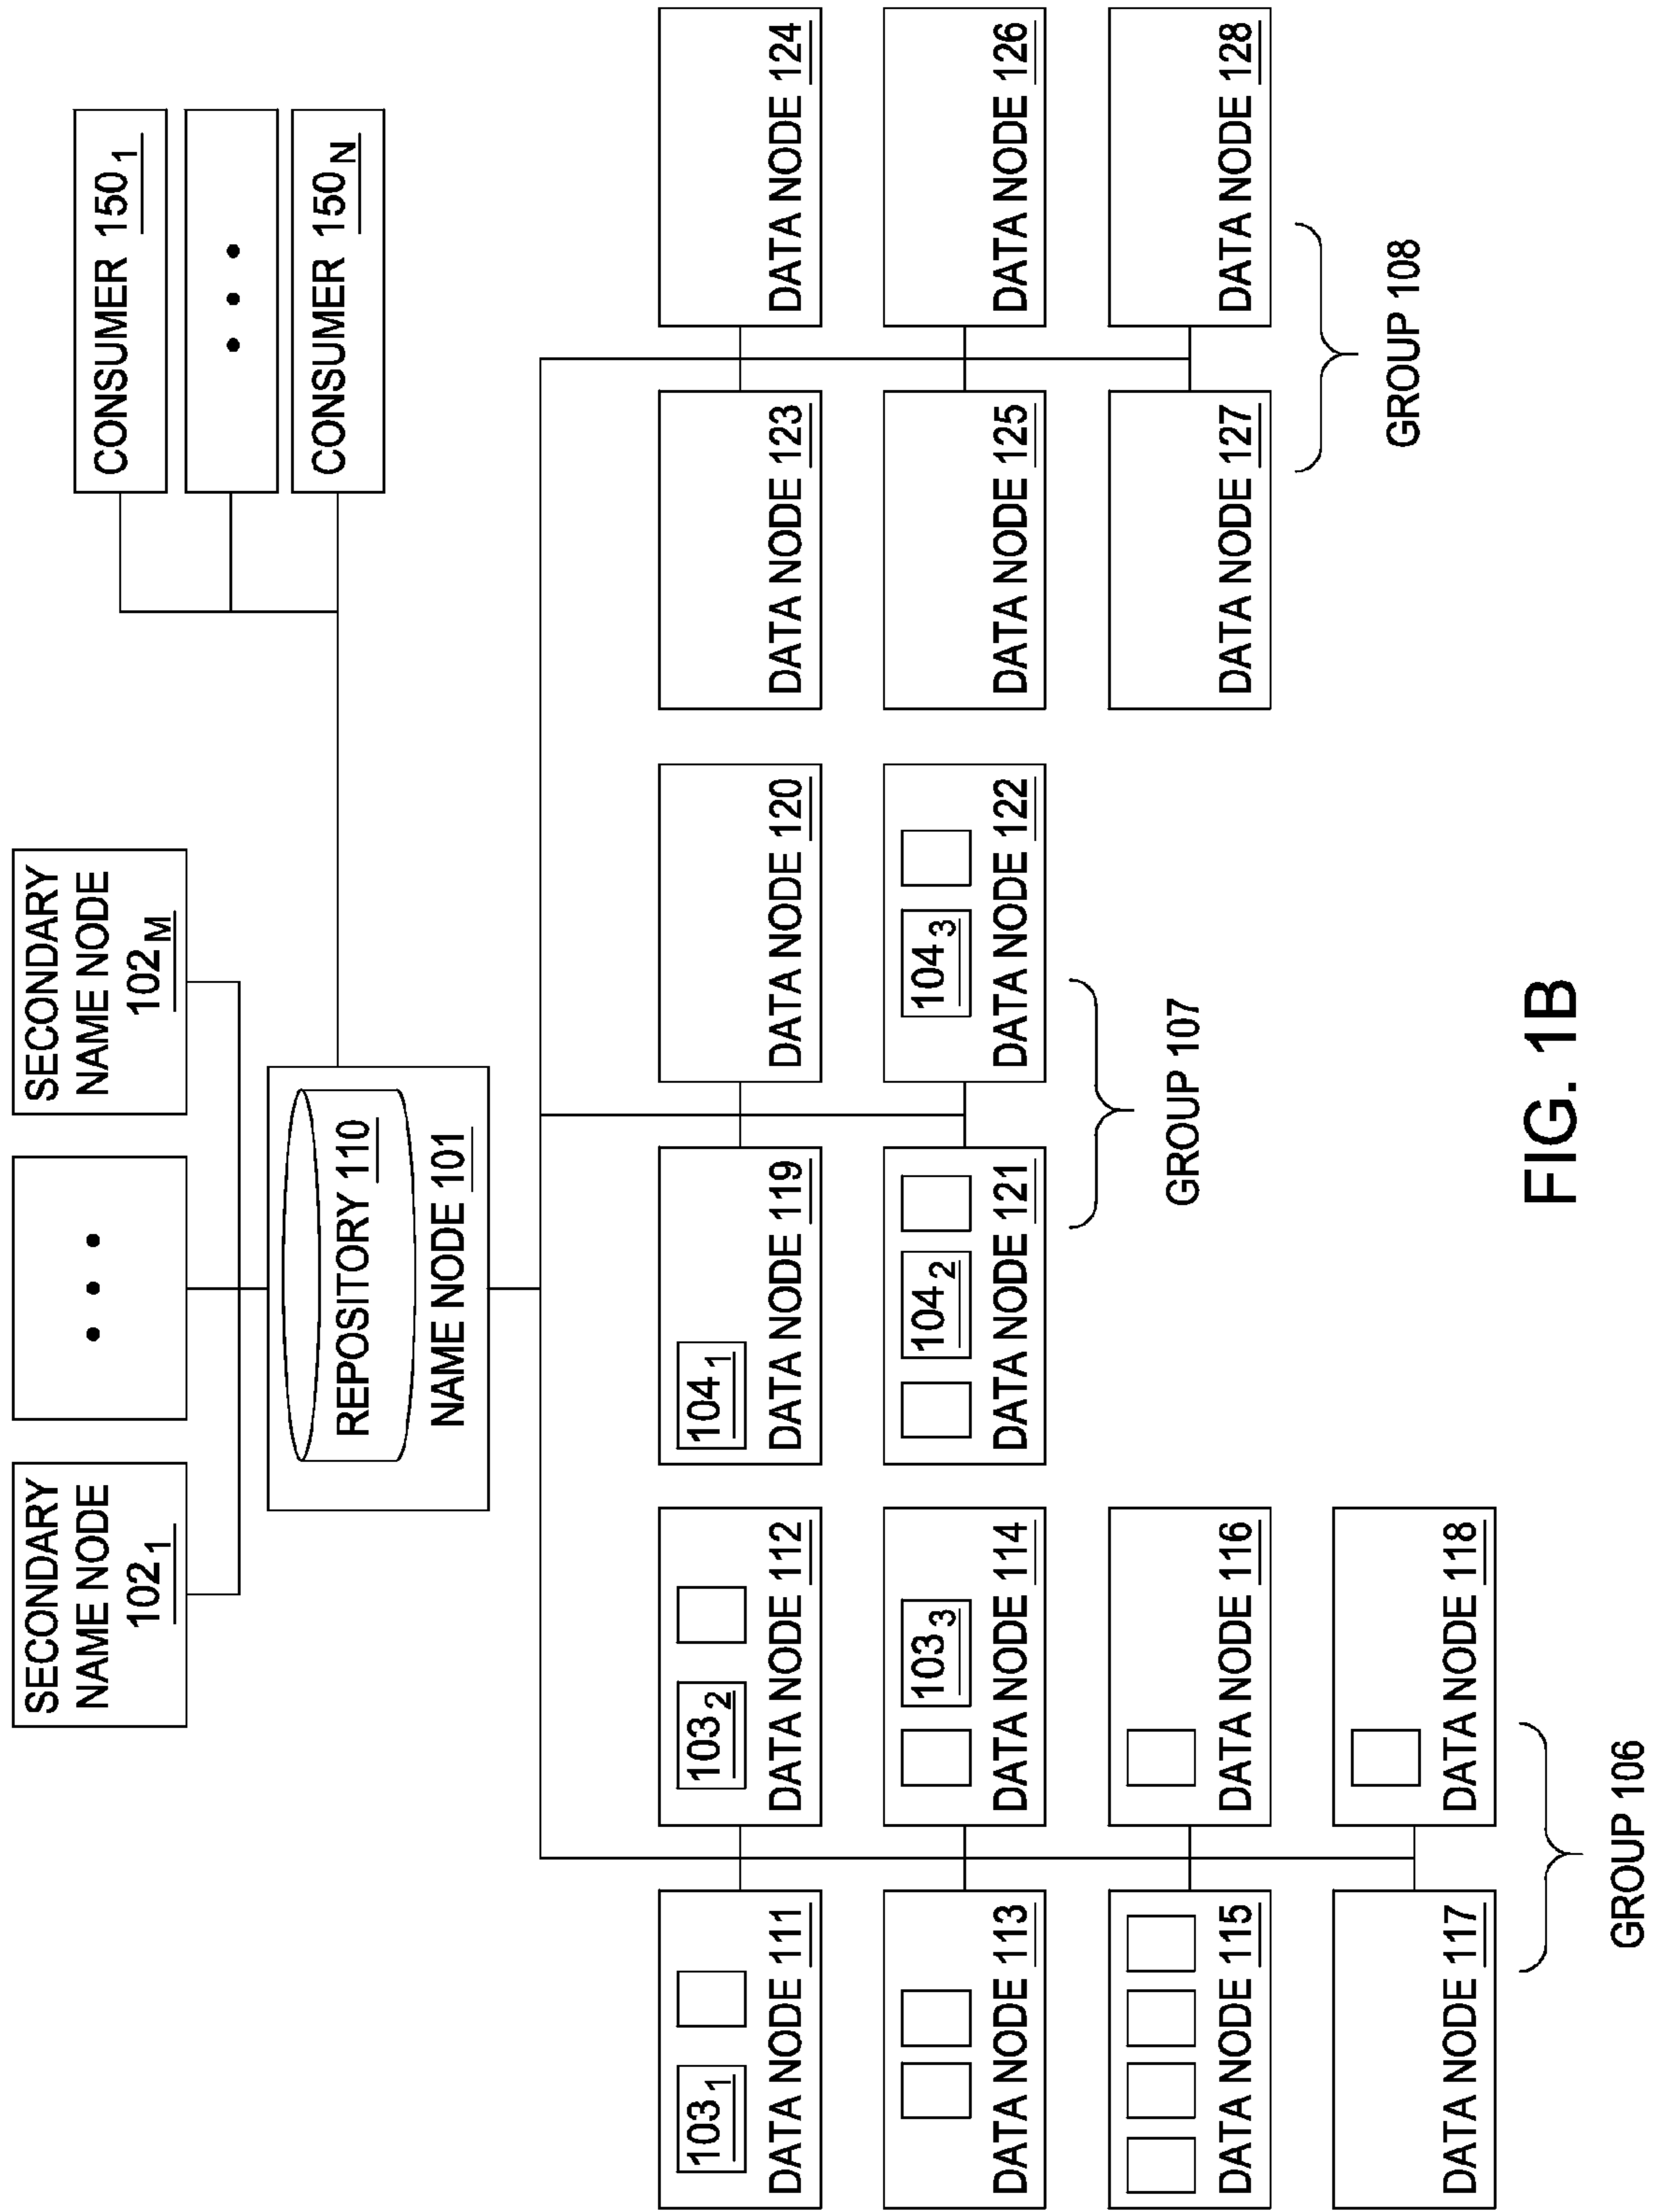 SECONDARY
NAME NODE
102₁
• • •
SECONDARY
NAME NODE
102M
CONSUMER 150₁
• • •
CONSUMER 150N
REPOSITORY 110
NAME NODE 101
103₁
DATA NODE 111
103₂
DATA NODE 112
DATA NODE 113
103₃
DATA NODE 114
DATA NODE 115
DATA NODE 116
DATA NODE 117
DATA NODE 118
GROUP 106
104₁
DATA NODE 119
DATA NODE 120
104₂
DATA NODE 121
104₃
DATA NODE 122
GROUP 107
DATA NODE 123
DATA NODE 124
DATA NODE 125
DATA NODE 126
DATA NODE 127
DATA NODE 128
GROUP 108
FIG. 1B